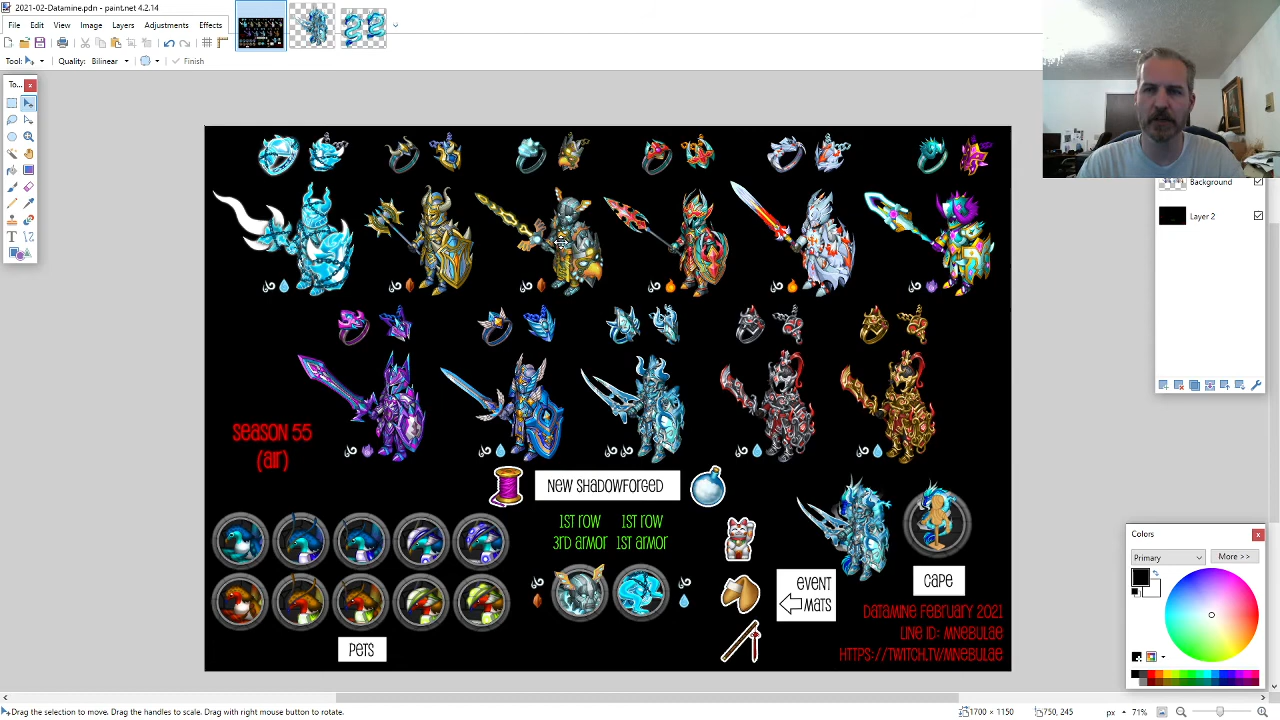 2021-02-Datamine.pdn - paint.net 4.2.14
File Edit View Image Layers Adjustments Effects
Tool: Quality: Bilinear Finish
To...
Background
Layer 2
SEASON 55
(AIR)
NEW SHADOWFORGED
1ST ROW 1ST ROW
3RD ARMOR 1ST ARMOR
EVENT
MATS
CAPE
PETS
DATAMINE FEBRUARY 2021
LINE ID: MNEBULAE
HTTPS://TWITCH.TV/MNEBULAE
Colors
Primary
More >>
Drag the selection to move. Drag the handles to scale. Drag with right mouse button to rotate.
1700 × 1150
750, 245
px
71%